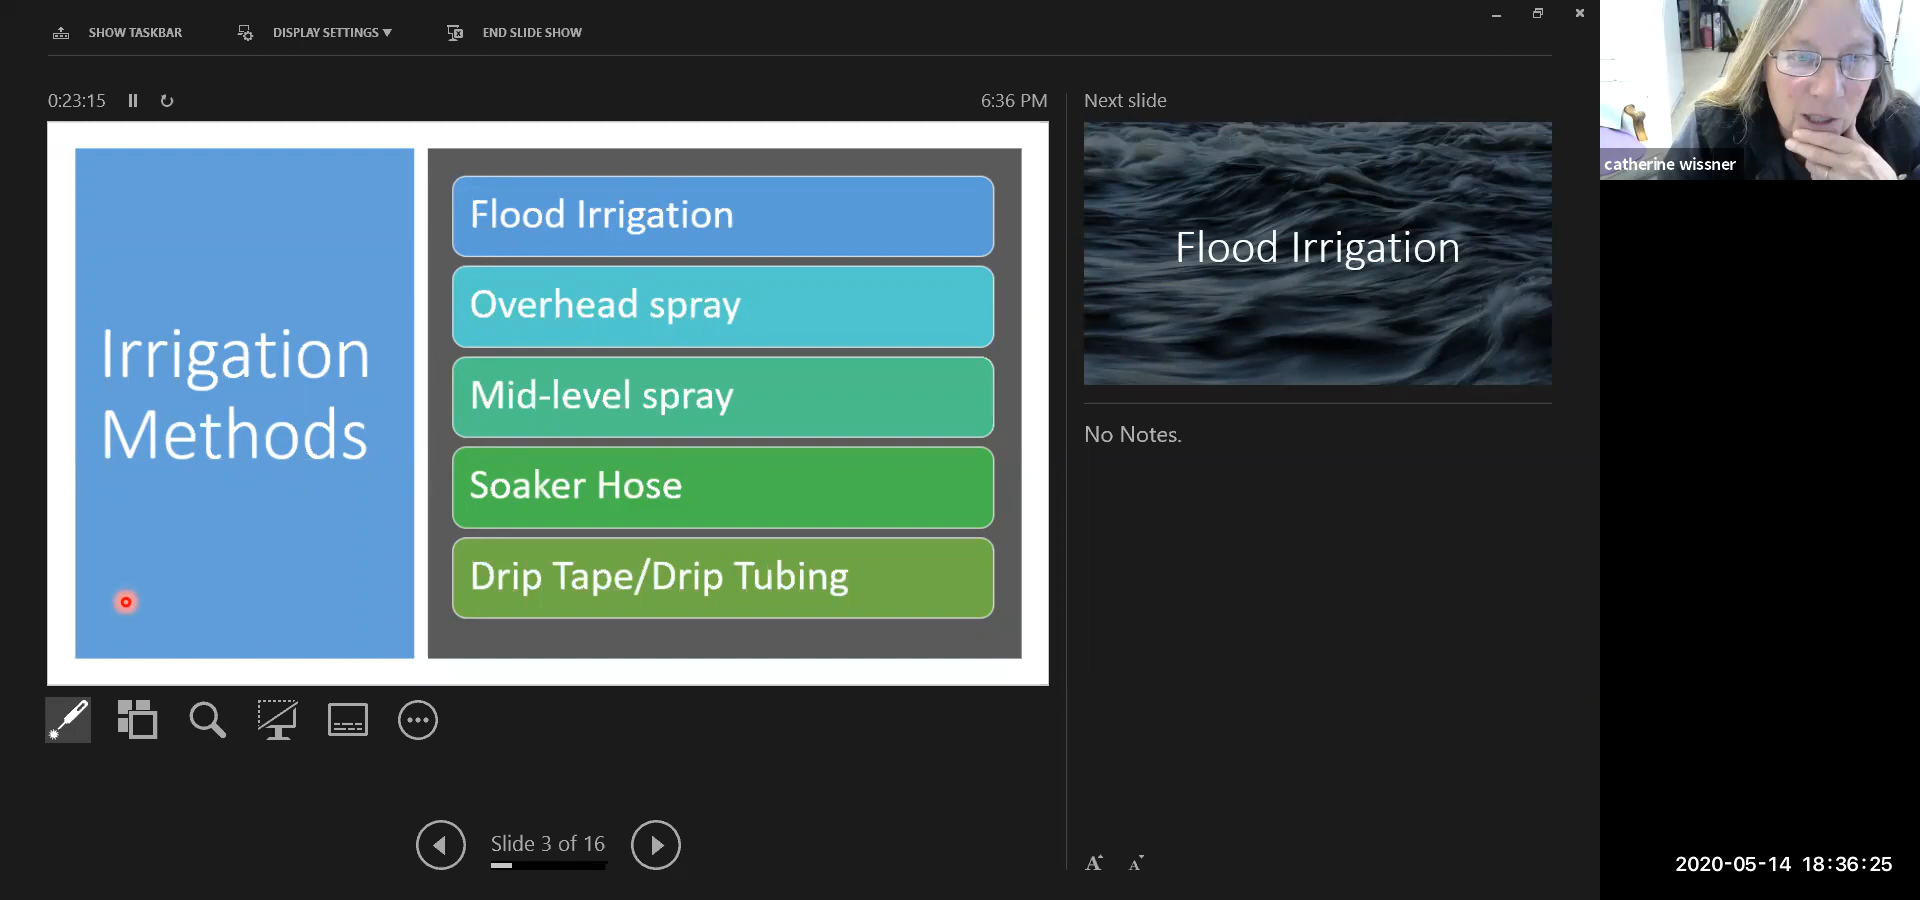 SHOW TASKBAR
DISPLAY SETTINGS
END SLIDE SHOW
0:23:15
6:36 PM
Next slide
Irrigation
Methods
Flood Irrigation
Overhead spray
Mid-level spray
Soaker Hose
Drip Tape/Drip Tubing
Flood Irrigation
No Notes.
catherine wissner
Slide 3 of 16
A A
2020-05-14 18:36:25